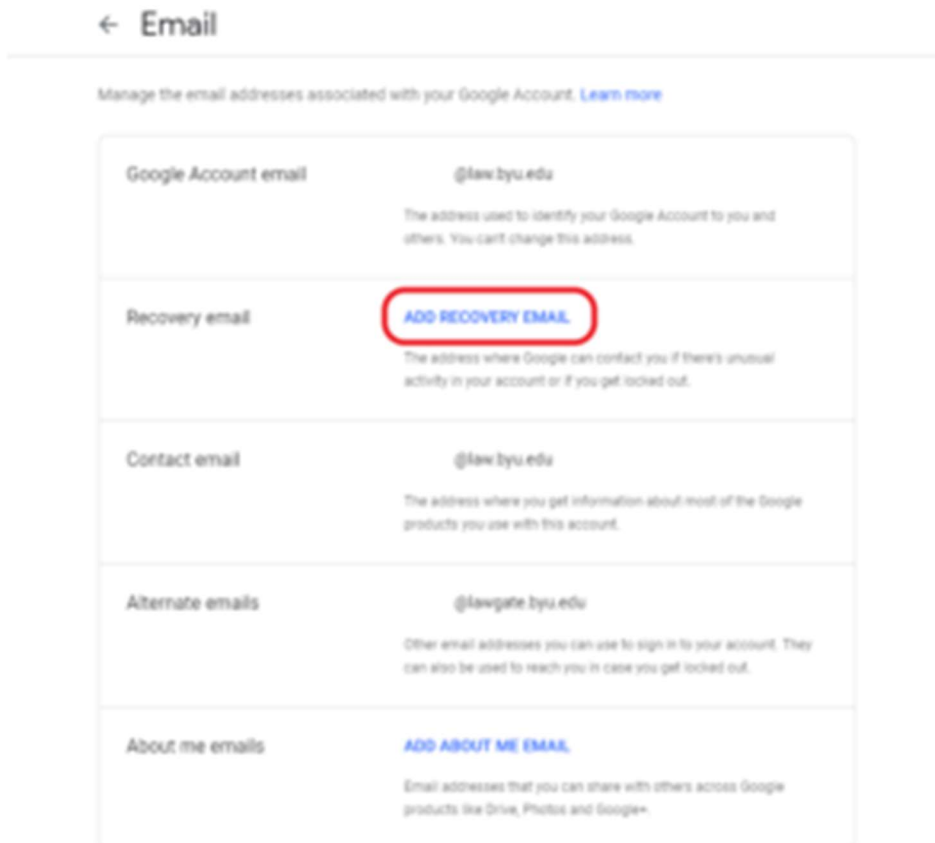 Email
Manage the email addresses associated with your Google Account. Learn more
Google Account email
@law.byu.edu
The address used to identify your Google Account to you and
others. You can't change this address.
Recovery email
ADD RECOVERY EMAIL
The address where Google can contact you if there's unusual
activity in your account or if you get locked out.
Contact email
@law.byu.edu
The address where you get information about most of the Google
products you use with this account.
Alternate emails
@lawgate.byu.edu
Other email addresses you can use to sign in to your account. They
can also be used to reach you in case you get locked out.
About me emails
ADD ABOUT ME EMAIL
Email addresses that you can share with others across Google
products like Drive, Photos and Google+.